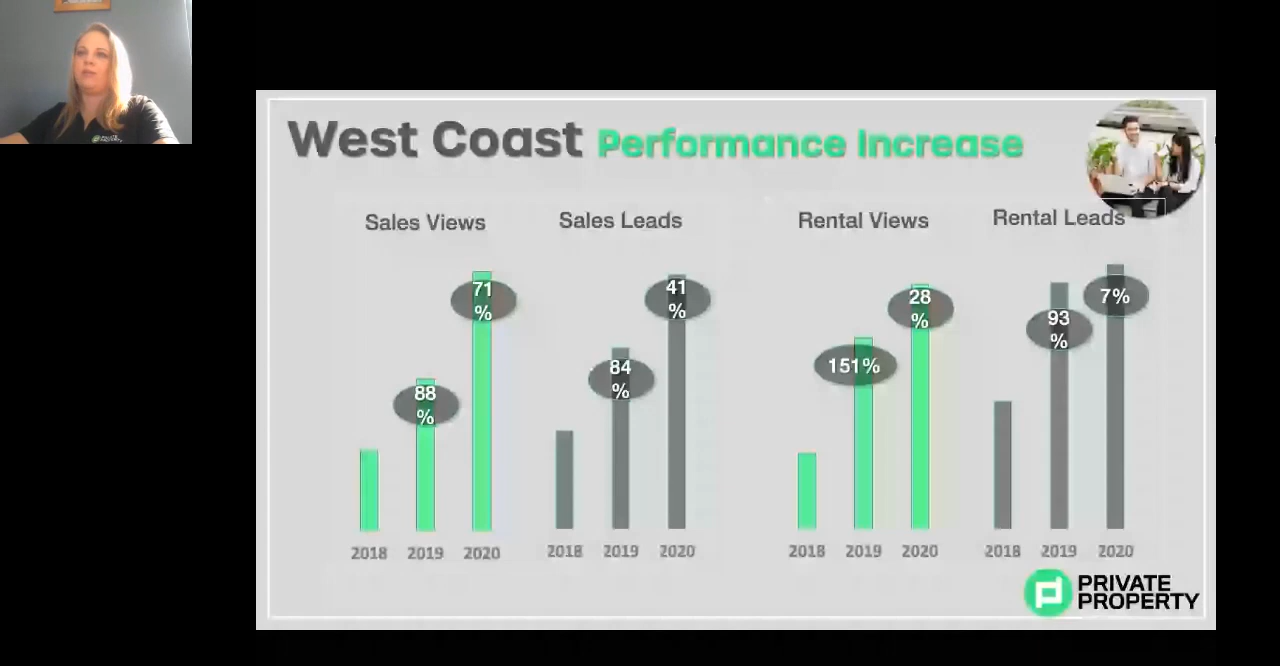 West Coast Performance Increase
Sales Views
Sales Leads
Rental Views
Rental Leads
88
%
71
%
84
%
41
%
151%
28
%
93
%
7%
2018 2019 2020
2018 2019 2020
2018 2019 2020
2018 2019 2020
PRIVATE
PROPERTY